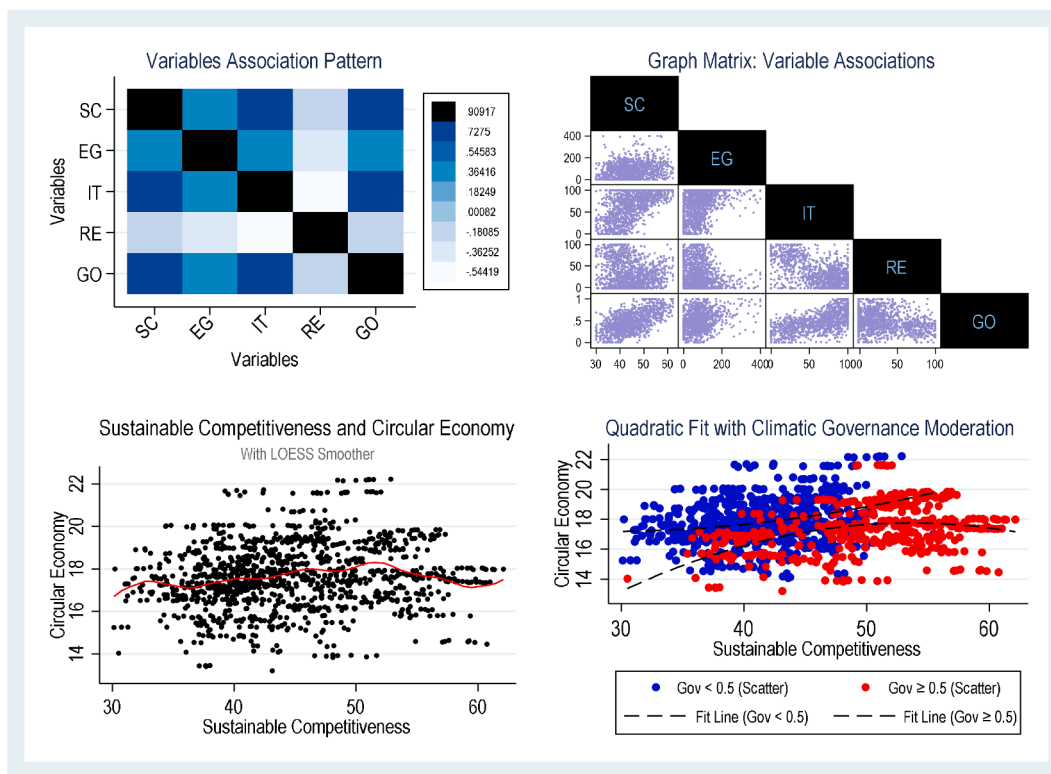 Variables Association Pattern
Variables
SC
EG
IT
RE
GO
SC EG IT RE GO
Variables
.90917
.7275
.54583
.36416
.18249
.00082
-.18085
-.36252
-.54419
Graph Matrix: Variable Associations
SC
400
200
0
EG
100
50
0
IT
100
50
0
RE
1
.5
0
GO
30 40 50 60 0 200 400 0 50 100 0 50 100
Sustainable Competitiveness and Circular Economy
With LOESS Smoother
Circular Economy
22
20
18
16
14
30 40 50 60
Sustainable Competitiveness
Quadratic Fit with Climatic Governance Moderation
Circular Economy
22
20
18
16
14
30 40 50 60
Sustainable Competitiveness
Gov < 0.5 (Scatter) Gov ≥ 0.5 (Scatter)
Fit Line (Gov < 0.5) Fit Line (Gov ≥ 0.5)